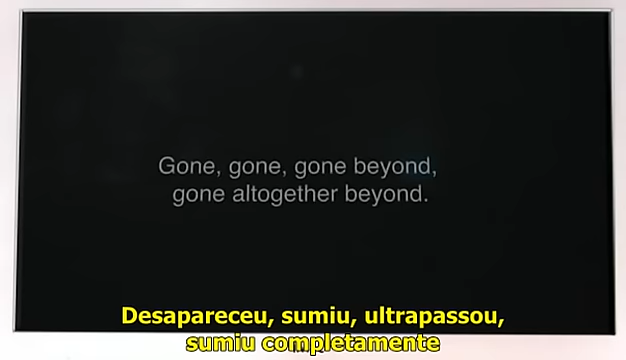 Gone, gone, gone beyond,
gone altogether beyond.
Desapareceu, sumiu, ultrapassou,
sumiu completamente